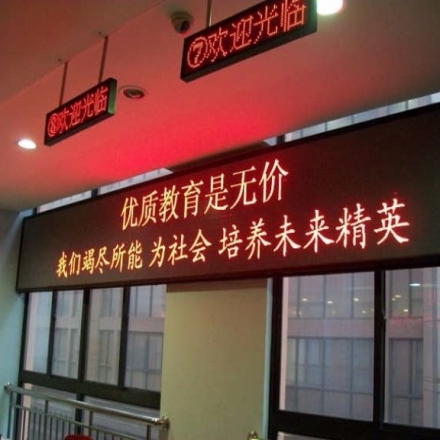 ⑦欢迎光临
⑧欢迎光临
优质教育是无价
我们竭尽所能 为社会 培养未来精英